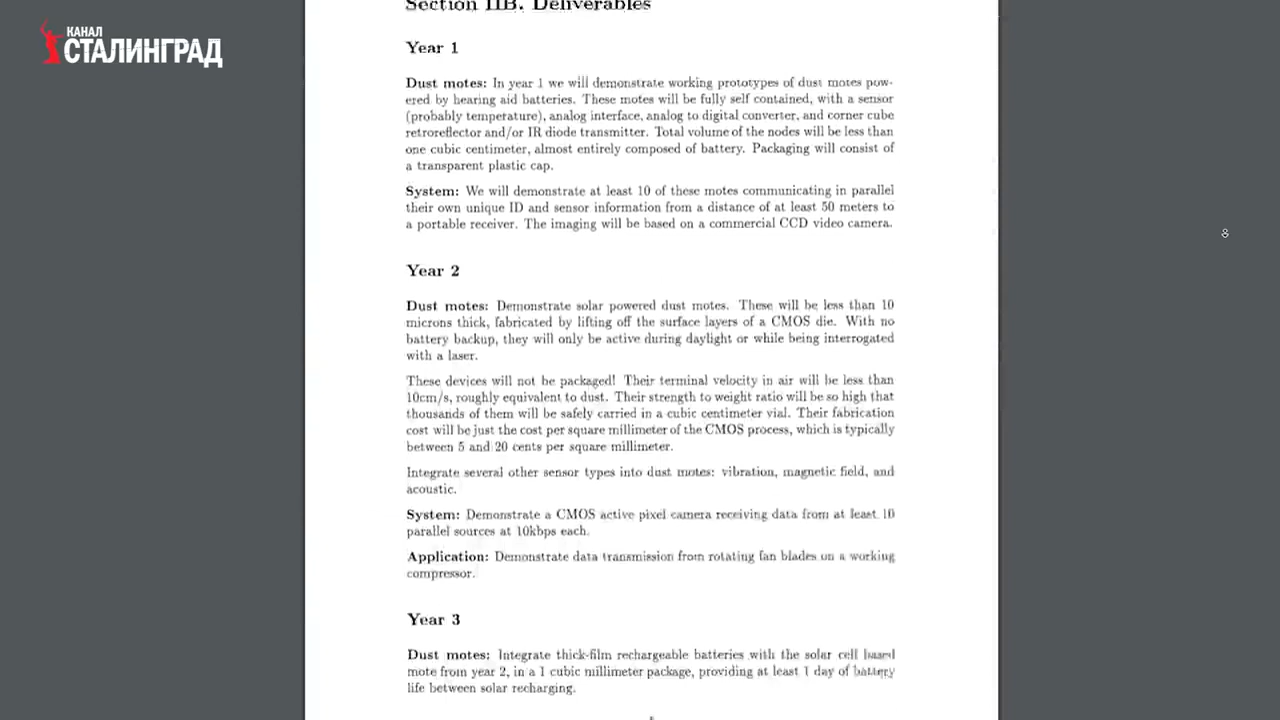 КАНАЛ
СТАЛИНГРАД
Section IIB. Deliverables
Year 1
Dust motes: In year 1 we will demonstrate working prototypes of dust motes pow-
ered by hearing aid batteries. These motes will be fully self contained, with a sensor
(probably temperature), analog interface, analog to digital converter, and corner cube
retroreflector and/or IR diode transmitter. Total volume of the nodes will be less than
one cubic centimeter, almost entirely composed of battery. Packaging will consist of
a transparent plastic cap.
System: We will demonstrate at least 10 of these motes communicating in parallel
their own unique ID and sensor information from a distance of at least 50 meters to
a portable receiver. The imaging will be based on a commercial CCD video camera.
8
Year 2
Dust motes: Demonstrate solar powered dust motes. These will be less than 10
microns thick, fabricated by lifting off the surface layers of a CMOS die. With no
battery backup, they will only be active during daylight or while being interrogated
with a laser.
These devices will not be packaged! Their terminal velocity in air will be less than
10cm/s, roughly equivalent to dust. Their strength to weight ratio will be so high that
thousands of them will be safely carried in a cubic centimeter vial. Their fabrication
cost will be just the cost per square millimeter of the CMOS process, which is typically
between 5 and 20 cents per square millimeter.
Integrate several other sensor types into dust motes: vibration, magnetic field, and
acoustic.
System: Demonstrate a CMOS active pixel camera receiving data from at least 10
parallel sources at 10kbps each.
Application: Demonstrate data transmission from rotating fan blades on a working
compressor.
Year 3
Dust motes: Integrate thick-film rechargeable batteries with the solar cell based
mote from year 2, in a 1 cubic millimeter package, providing at least 1 day of battery
life between solar recharging.